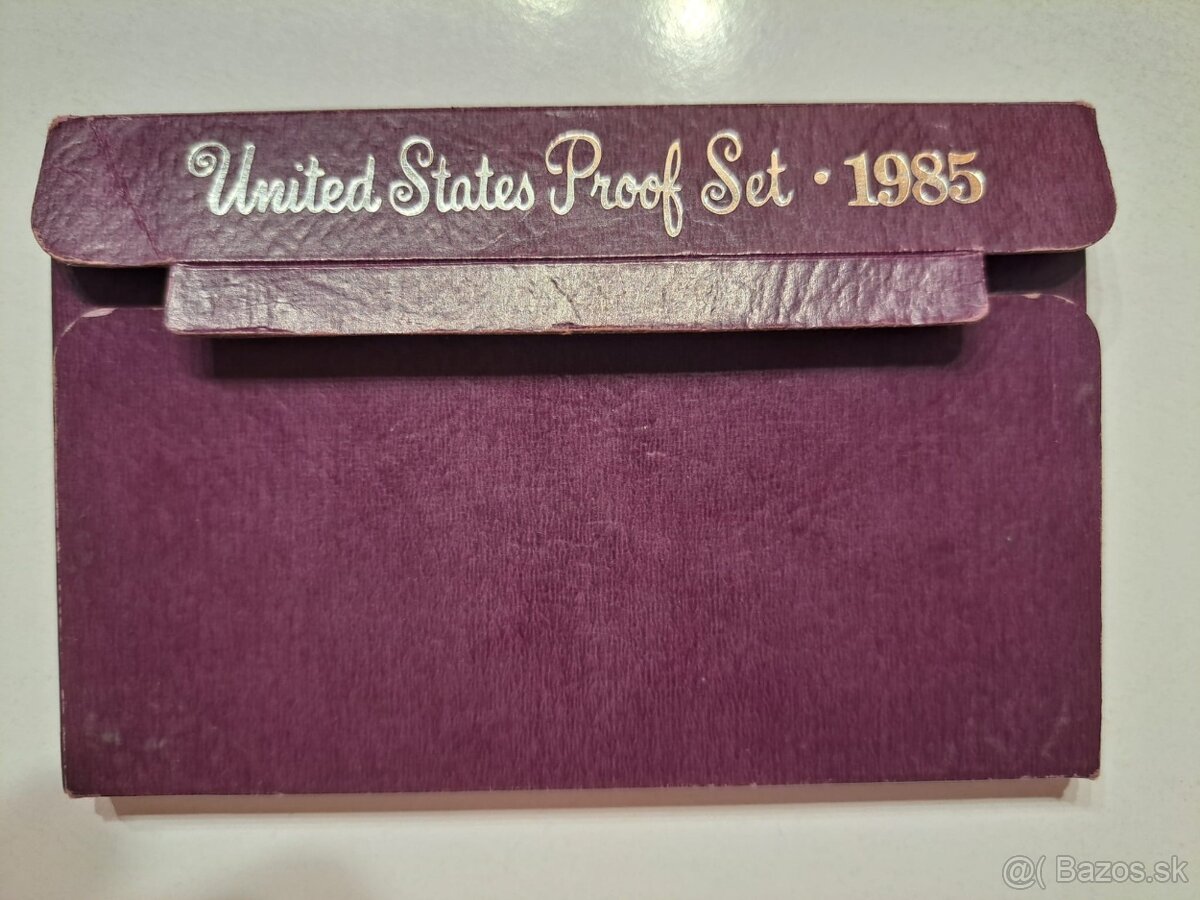 United States Proof Set · 1985
@( Bazos.sk